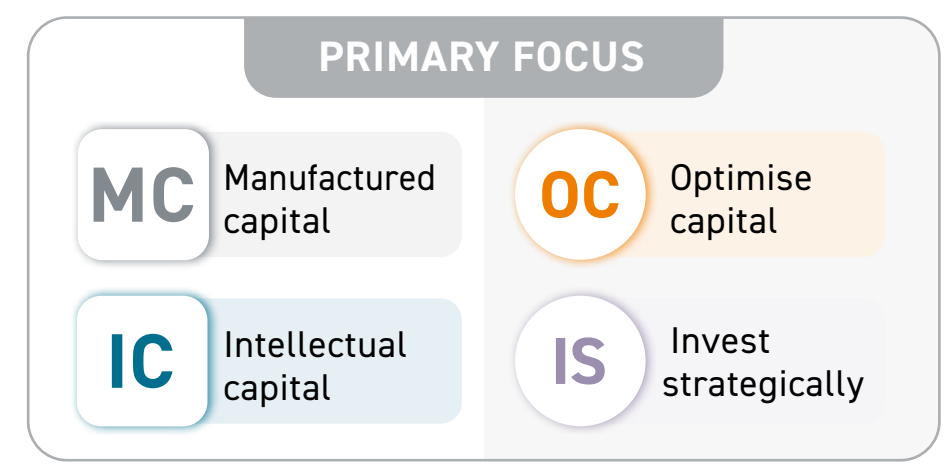 PRIMARY FOCUS
MC
Manufactured
capital
OC
Optimise
capital
IC
Intellectual
capital
IS
Invest
strategically